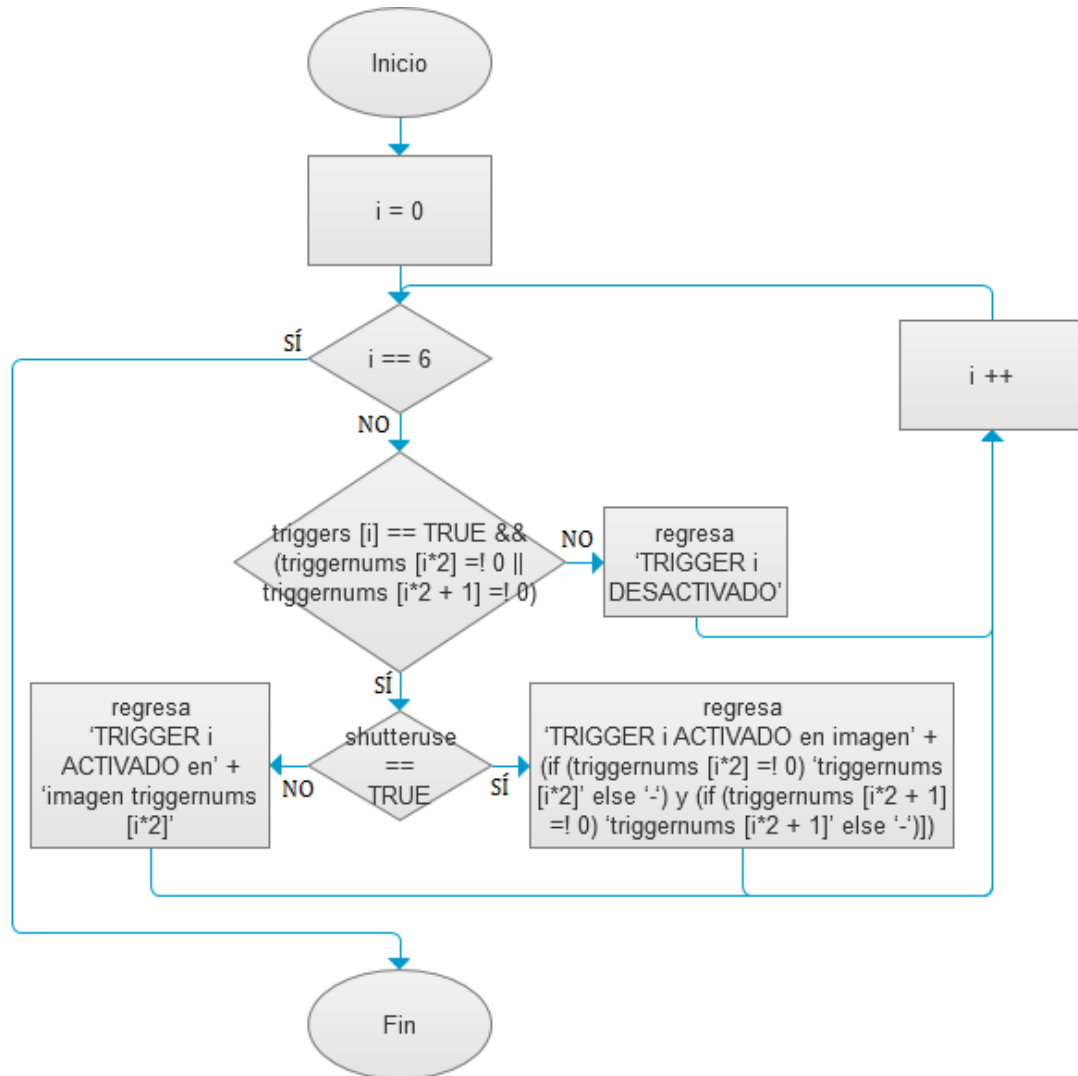 Inicio
i = 0
SÍ
i == 6
i ++
NO
triggers [i] == TRUE &&
(triggernums [i*2] =! 0 ||
triggernums [i*2 + 1] =! 0)
NO
regresa
‘TRIGGER i
DESACTIVADO’
SÍ
regresa
‘TRIGGER i
ACTIVADO en’ +
‘imagen triggernums
[i*2]’
NO
shutteruse
==
TRUE
SÍ
regresa
‘TRIGGER i ACTIVADO en imagen’ +
(if (triggernums [i*2] =! 0) ‘triggernums
[i*2]’ else ‘-’) y (if (triggernums [i*2 + 1]
=! 0) ‘triggernums [i*2 + 1]’ else ‘-‘)])
Fin